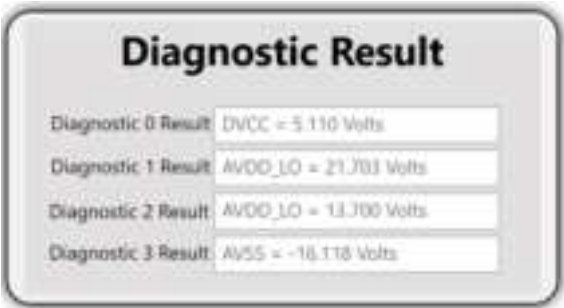 Diagnostic Result
Diagnostic 0 Result DVCC = 5.110 Volts
Diagnostic 1 Result AVDD_LO = 21.703 Volts
Diagnostic 2 Result AVDD_LO = 13.700 Volts
Diagnostic 3 Result AVSS = -16.118 Volts